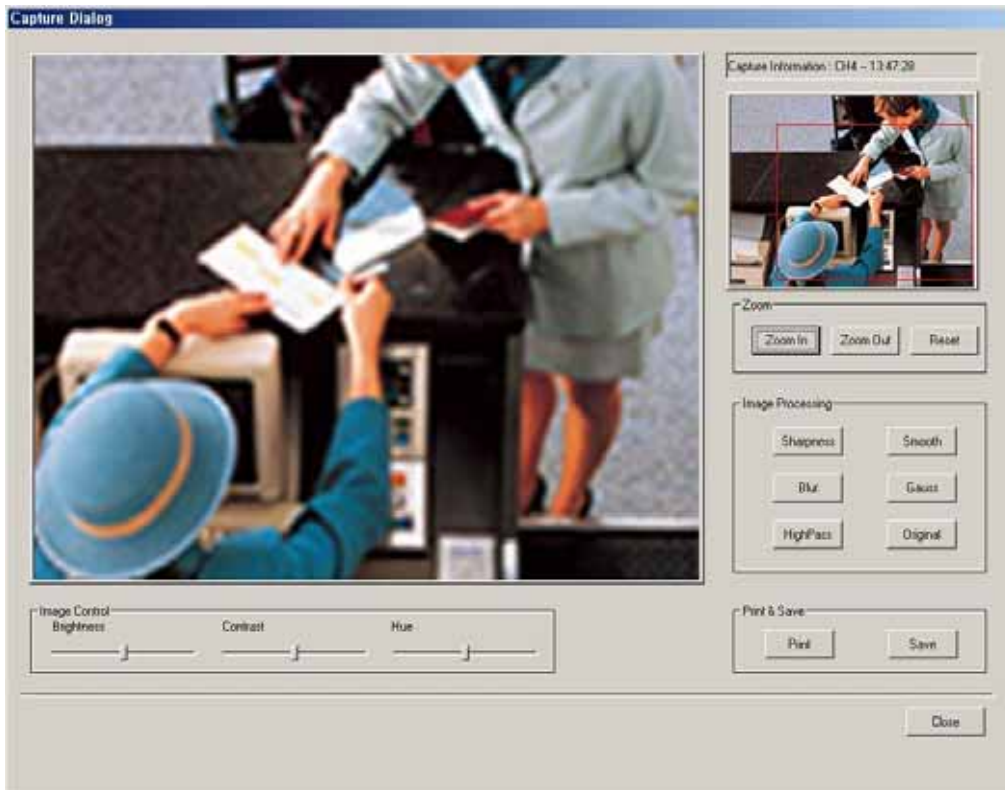 Capture Dialog
Capture Information : CH4 - 13:47:28
Zoom
Zoom In Zoom Out Reset
Image Processing
Sharpness Smooth
Blur Gauss
HighPass Original
Image Control
Brightness Contrast Hue
Print & Save
Print Save
Close